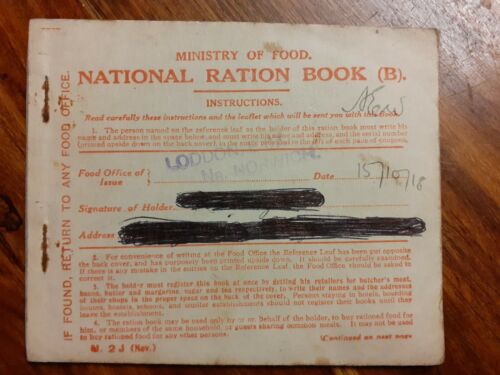 IF FOUND, RETURN TO ANY FOOD OFFICE.
MINISTRY OF FOOD.
NATIONAL RATION BOOK (B).
INSTRUCTIONS.
Read carefully these instructions and the leaflet which will be sent you with this Book.
1. The person named on the reference leaf as the holder of this ration book must write his
name and address in the space below, and must write his name and address, and the serial number
(printed upside down on the back cover), in the space provided to the left of each page of coupons.
Food Office of Issue
LODDON
Nr. NORWICH.
Date 15/10/18
Signature of Holder
Address
2. For convenience of writing at the Food Office the Reference Leaf has been put opposite
the back cover, and has purposely been printed upside down. It should be carefully examined.
If there is any mistake in the entries on the Reference Leaf, the Food Office should be asked to
correct it.
3. The holder must register this book at once by getting his retailers for butcher's meat,
bacon, butter and margarine, sugar and tea respectively, to write their names and the addresses
of their shops in the proper space on the back of the cover. Persons staying in hotels, boarding
houses, hostels, schools, and similar establishments should not register their books until they
leave the establishment.
4. The ration book may be used only by or on behalf of the holder, to buy rationed food for
him, or members of the same household, or guests sharing common meals. It may not be used
to buy rationed food for any other persons.
N. 2J (Nov.)
(Continued on next page